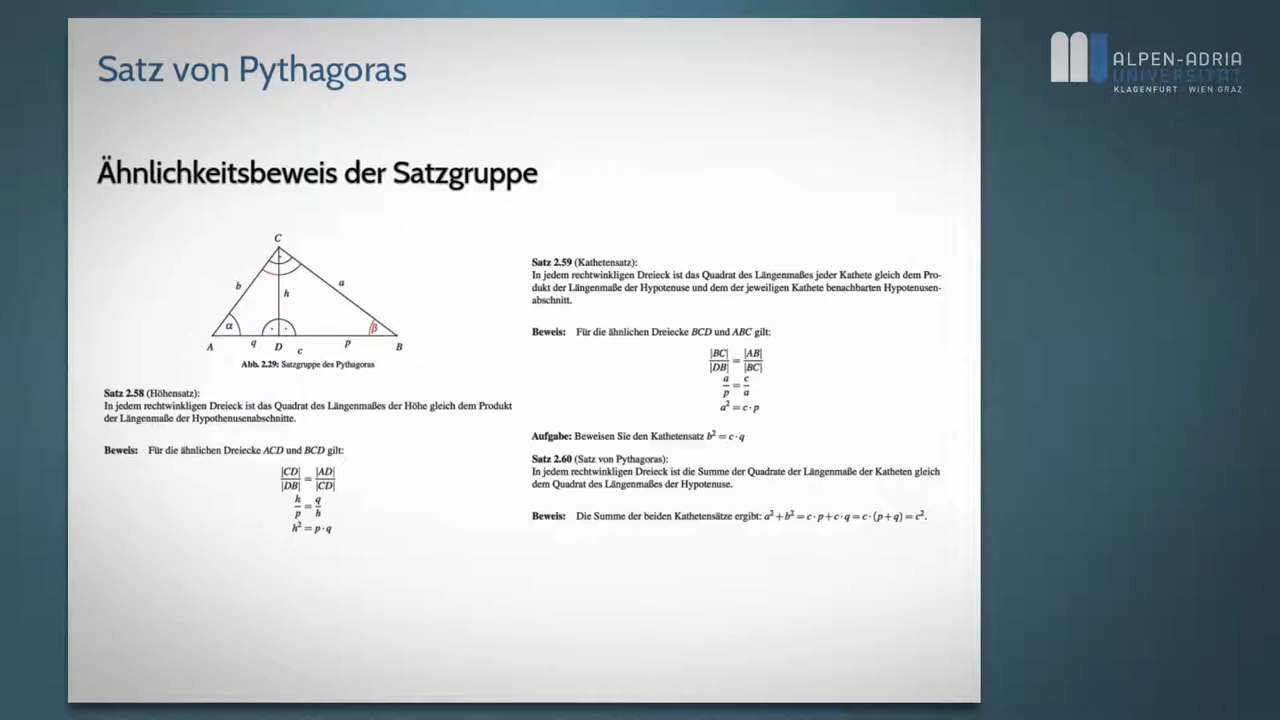 Satz von Pythagoras
Ähnlichkeitsbeweis der Satzgruppe
C
b
a
h
α
β
A
q
D
c
p
B
Abb. 2.29: Satzgruppe des Pythagoras
Satz 2.58 (Höhensatz):
In jedem rechtwinkligen Dreieck ist das Quadrat des Längenmaßes der Höhe gleich dem Produkt
der Längenmaße der Hypothenusenabschnitte.
Beweis: Für die ähnlichen Dreiecke ACD und BCD gilt:
|CD|/|DB| = |AD|/|CD|
h/p = q/h
h² = p·q
Satz 2.59 (Kathetensatz):
In jedem rechtwinkligen Dreieck ist das Quadrat des Längenmaßes jeder Kathete gleich dem Pro-
dukt der Längenmaße der Hypotenuse und dem der jeweiligen Kathete benachbarten Hypotenusen-
abschnitts.
Beweis: Für die ähnlichen Dreiecke BCD und ABC gilt:
|BC|/|DB| = |AB|/|BC|
a/p = c/a
a² = c·p
Aufgabe: Beweisen Sie den Kathetensatz b² = c·q
Satz 2.60 (Satz von Pythagoras):
In jedem rechtwinkligen Dreieck ist die Summe der Quadrate der Längenmaße der Katheten gleich
dem Quadrat des Längenmaßes der Hypotenuse.
Beweis: Die Summe der beiden Kathetensätze ergibt: a² + b² = c·p + c·q = c·(p+q) = c².
ALPEN-ADRIA
UNIVERSITÄT
KLAGENFURT | WIEN GRAZ